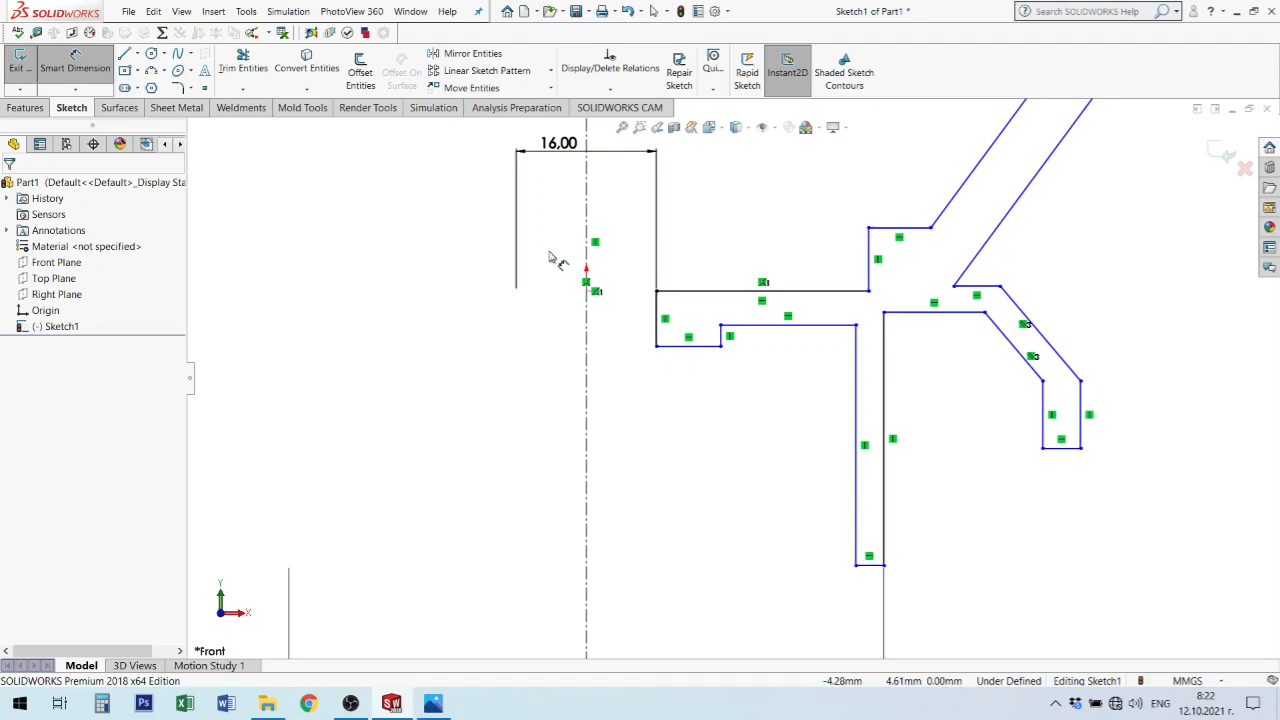 SOLIDWORKS
File Edit View Insert Tools Simulation PhotoView 360 Window Help
Sketch1 of Part1 *
Search SOLIDWORKS Help
Exit ...
Smart Dimension
Trim Entities
Convert Entities
Offset Entities
Offset On Surface
Mirror Entities
Linear Sketch Pattern
Move Entities
Display/Delete Relations
Repair Sketch
Qui...
Rapid Sketch
Instant2D
Shaded Sketch Contours
Features Sketch Surfaces Sheet Metal Weldments Mold Tools Render Tools Simulation Analysis Preparation SOLIDWORKS CAM
Part1 (Default<<Default>_Display Sta
History
Sensors
Annotations
Material <not specified>
Front Plane
Top Plane
Right Plane
Origin
(-) Sketch1
16,00
1
1
3
3
Y
X
*Front
Model 3D Views Motion Study 1
SOLIDWORKS Premium 2018 x64 Edition
-4.28mm 4.61mm 0.00mm Under Defined Editing Sketch1 MMGS
ENG
8:22
12.10.2021 г.